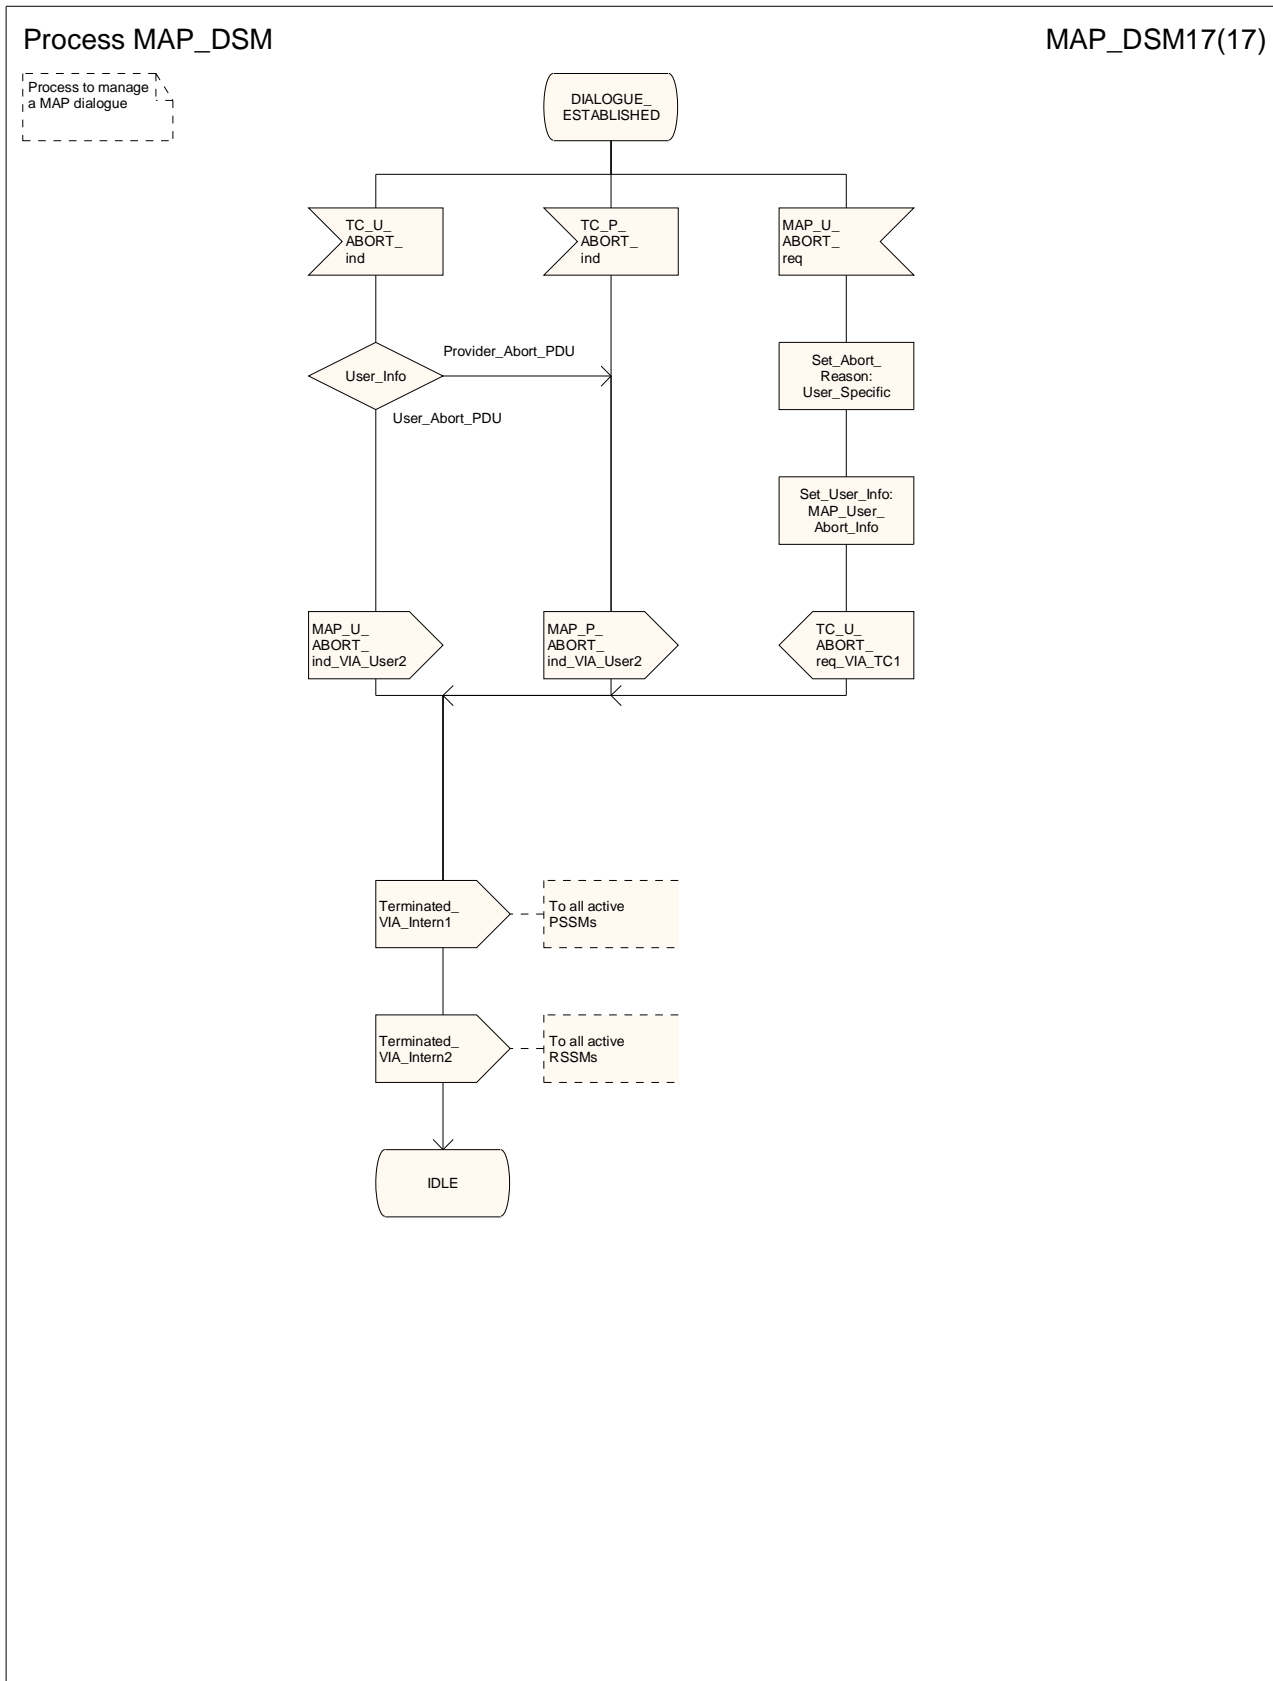 Process MAP_DSM
MAP_DSM17(17)
Process to manage
a MAP dialogue
DIALOGUE_
ESTABLISHED
TC_U_
ABORT_
ind
TC_P_
ABORT_
ind
MAP_U_
ABORT_
req
User_Info
Provider_Abort_PDU
User_Abort_PDU
Set_Abort_
Reason:
User_Specific
Set_User_Info:
MAP_User_
Abort_Info
MAP_U_
ABORT_
ind_VIA_User2
MAP_P_
ABORT_
ind_VIA_User2
TC_U_
ABORT_
req_VIA_TC1
Terminated_
VIA_Intern1
To all active
PSSMs
Terminated_
VIA_Intern2
To all active
RSSMs
IDLE